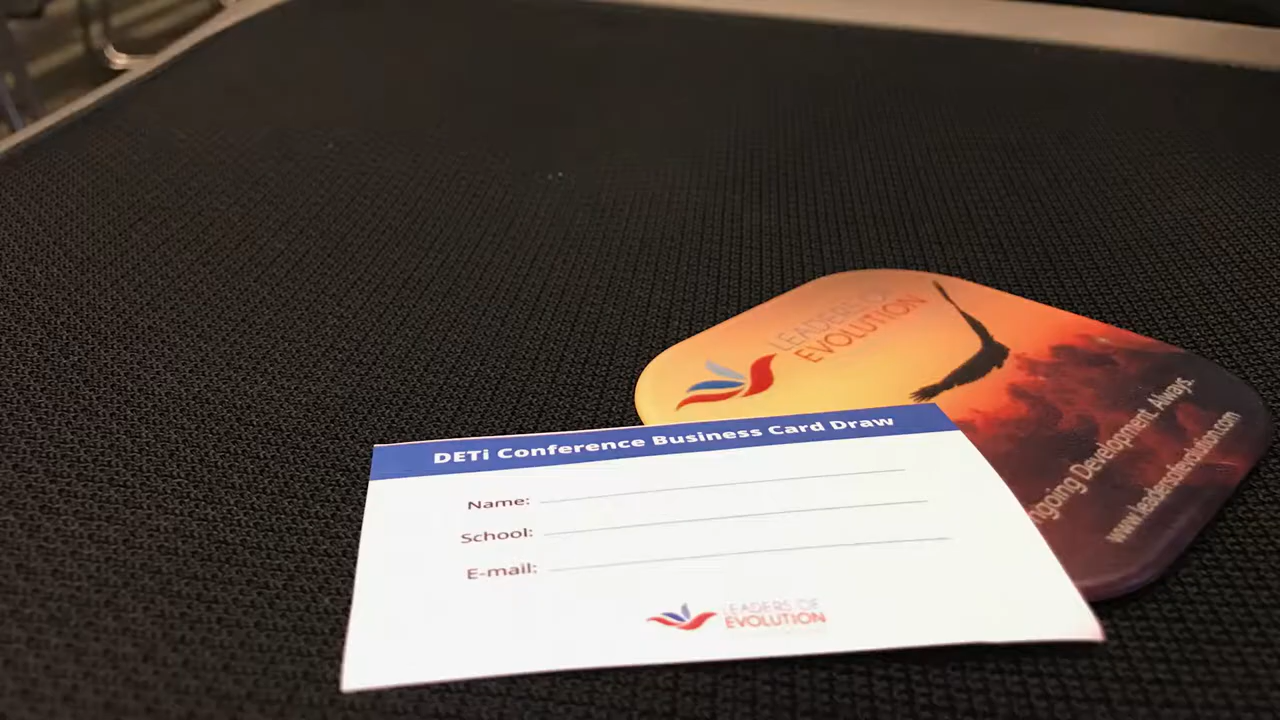 LEADERS OF
EVOLUTION
Ongoing Development. Always.
www.leadersofevolution.com
DETi Conference Business Card Draw
Name:
School:
E-mail:
LEADERS OF
EVOLUTION